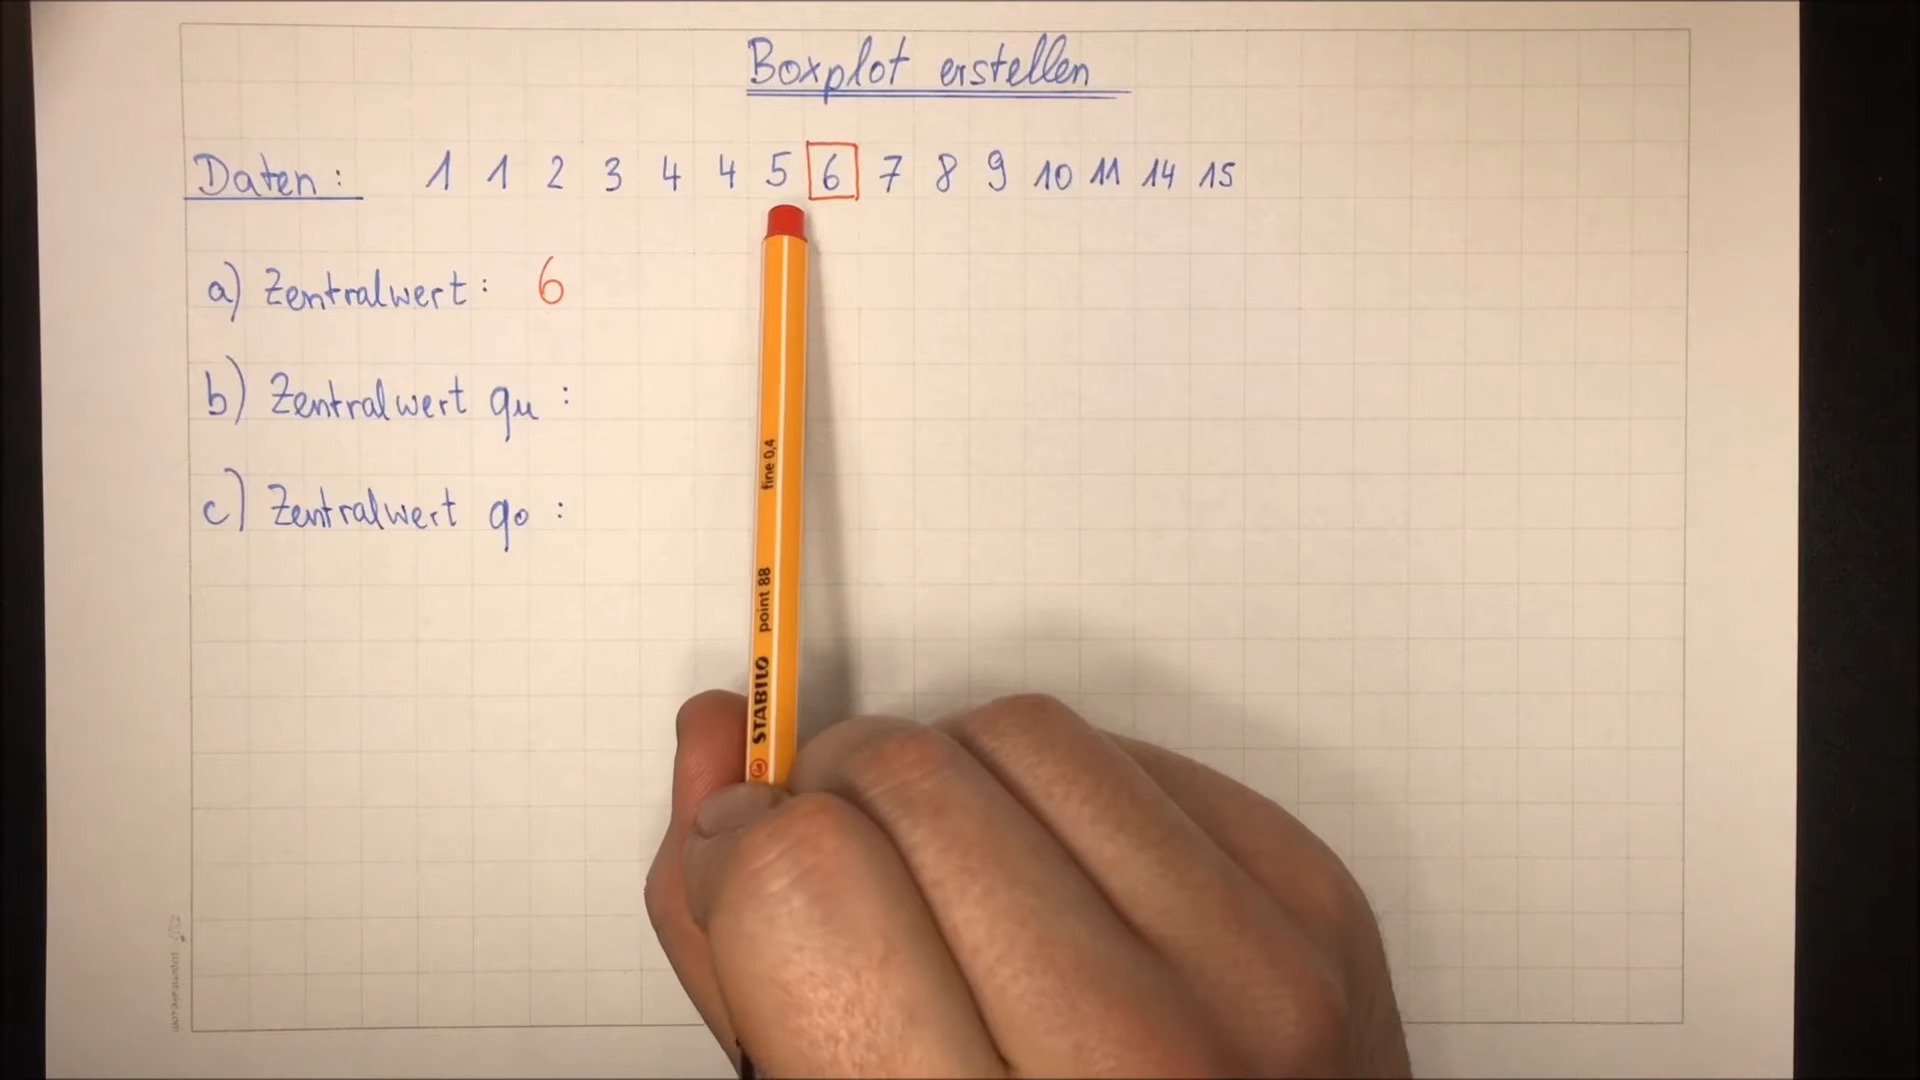 Boxplot erstellen
Daten: 1 1 2 3 4 4 5 6 7 8 9 10 11 14 15
a) Zentralwert: 6
b) Zentralwert qu:
c) Zentralwert qo:
STABILO point 88 fine 0,4